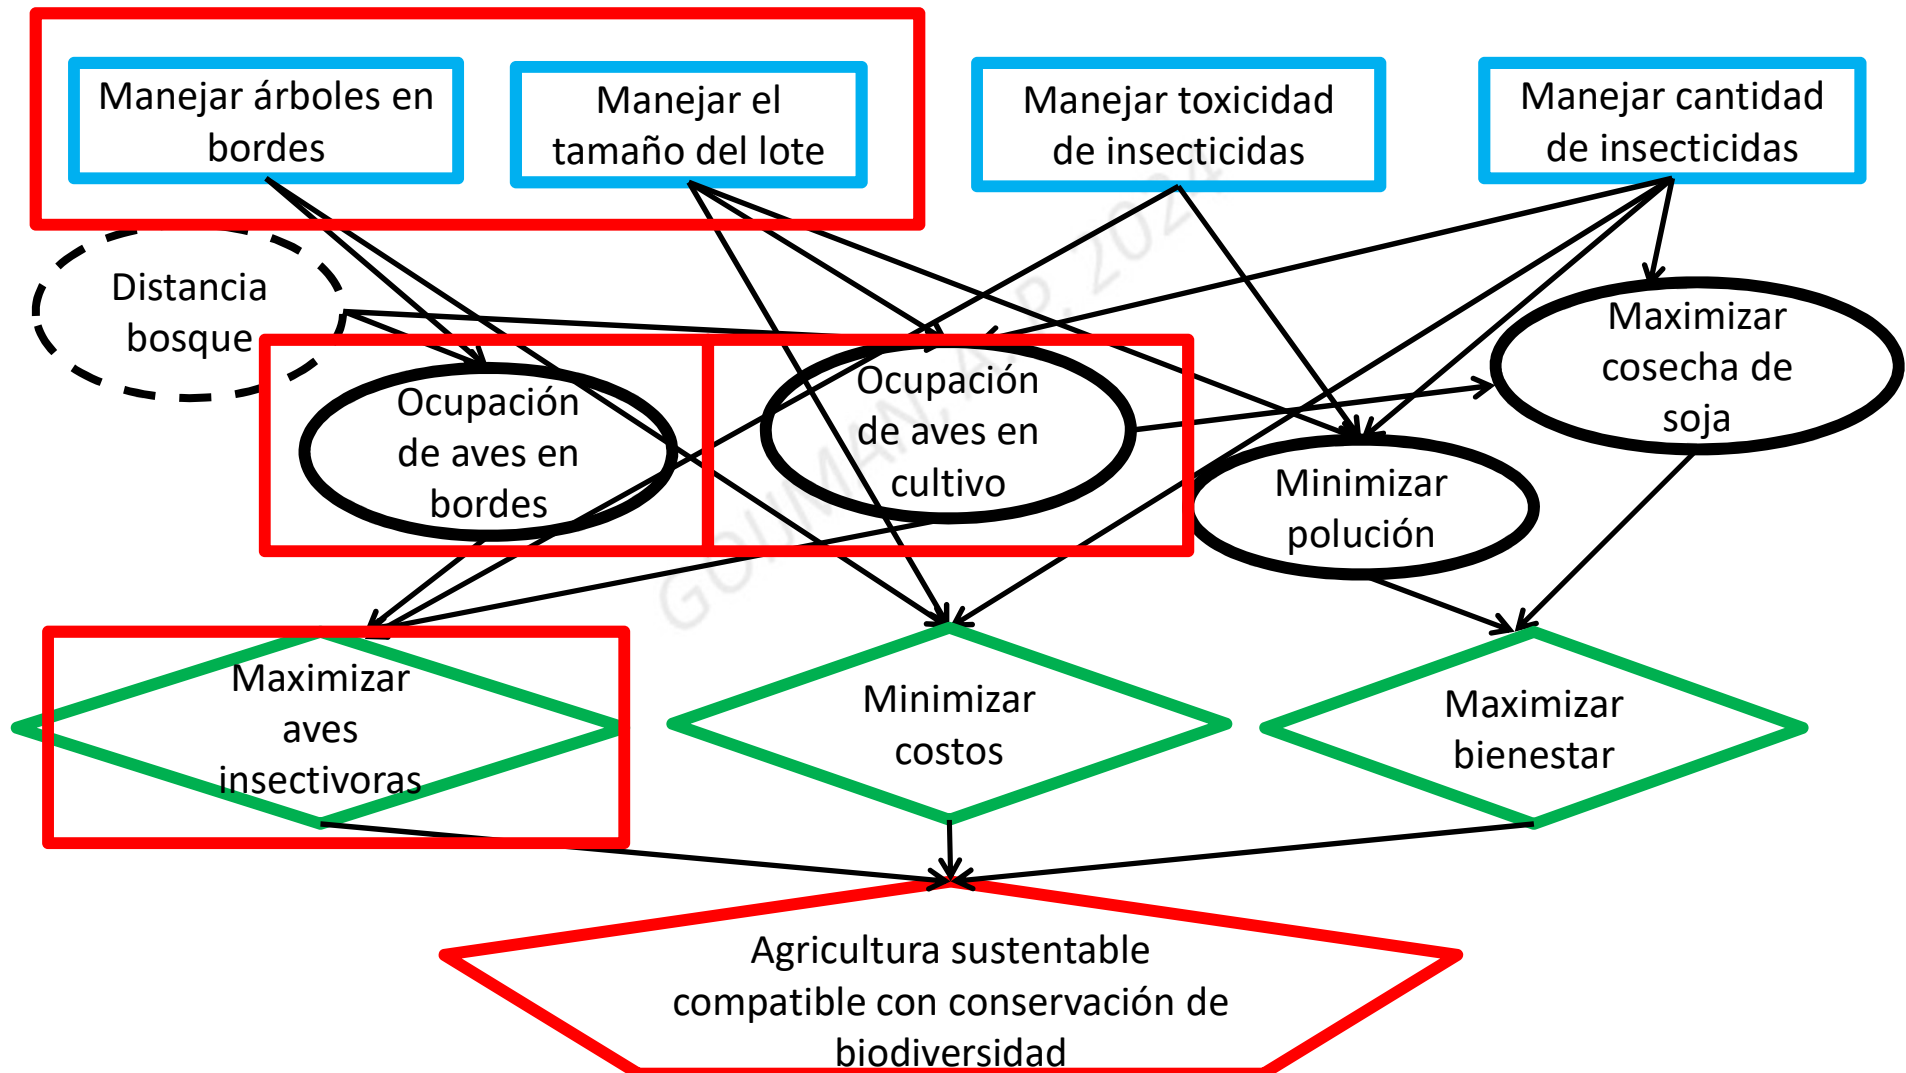 Manejar árboles en
bordes
Manejar el
tamaño del lote
Manejar toxicidad
de insecticidas
Manejar cantidad
de insecticidas
Distancia
bosque
Ocupación
de aves en
bordes
Ocupación
de aves en
cultivo
Minimizar
polución
Maximizar
cosecha de
soja
Maximizar
aves
insectivoras
Minimizar
costos
Maximizar
bienestar
Agricultura sustentable
compatible con conservación de
biodiversidad